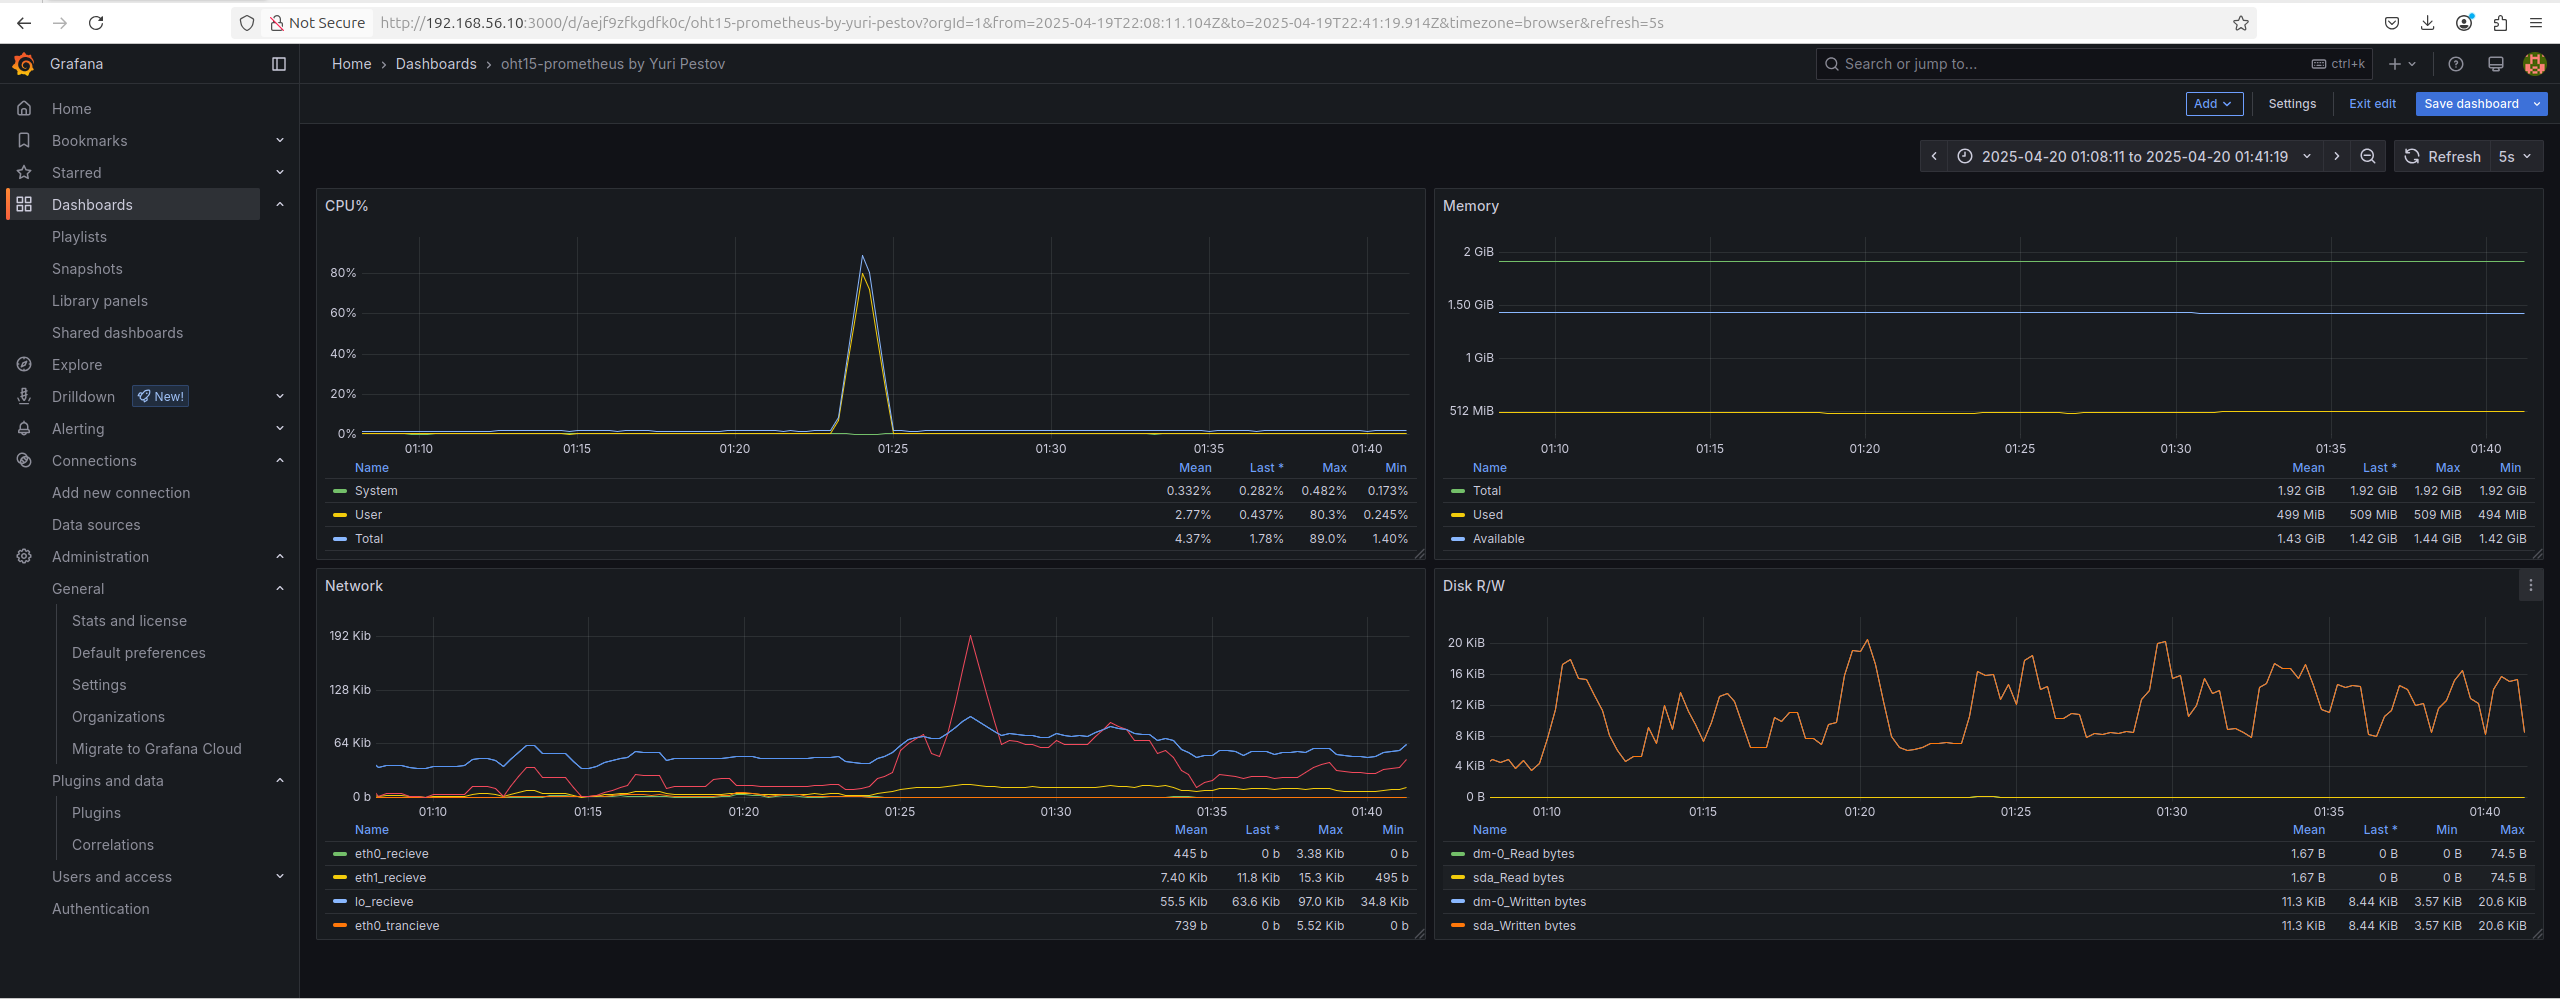 Not Secure http://192.168.56.10:3000/d/aejf9zfkgdfk0c/oht15-prometheus-by-yuri-pestov?orgId=1&from=2025-04-19T22:08:11.104Z&to=2025-04-19T22:41:19.914Z&timezone=browser&refresh=5s
Grafana
Home › Dashboards › oht15-prometheus by Yuri Pestov
Search or jump to... ctrl+k
Add Settings Exit edit Save dashboard
2025-04-20 01:08:11 to 2025-04-20 01:41:19 Refresh 5s
Home
Bookmarks
Starred
Dashboards
Playlists
Snapshots
Library panels
Shared dashboards
Explore
Drilldown New!
Alerting
Connections
Add new connection
Data sources
Administration
General
Stats and license
Default preferences
Settings
Organizations
Migrate to Grafana Cloud
Plugins and data
Plugins
Correlations
Users and access
Authentication
CPU%
80%
60%
40%
20%
0%
01:10 01:15 01:20 01:25 01:30 01:35 01:40
Name Mean Last * Max Min
System 0.332% 0.282% 0.482% 0.173%
User 2.77% 0.437% 80.3% 0.245%
Total 4.37% 1.78% 89.0% 1.40%
Memory
2 GiB
1.50 GiB
1 GiB
512 MiB
01:10 01:15 01:20 01:25 01:30 01:35 01:40
Name Mean Last * Max Min
Total 1.92 GiB 1.92 GiB 1.92 GiB 1.92 GiB
Used 499 MiB 509 MiB 509 MiB 494 MiB
Available 1.43 GiB 1.42 GiB 1.44 GiB 1.42 GiB
Network
192 Kib
128 Kib
64 Kib
0 b
01:10 01:15 01:20 01:25 01:30 01:35 01:40
Name Mean Last * Max Min
eth0_recieve 445 b 0 b 3.38 Kib 0 b
eth1_recieve 7.40 Kib 11.8 Kib 15.3 Kib 495 b
lo_recieve 55.5 Kib 63.6 Kib 97.0 Kib 34.8 Kib
eth0_trancieve 739 b 0 b 5.52 Kib 0 b
Disk R/W
20 KiB
16 KiB
12 KiB
8 KiB
4 KiB
0 B
01:10 01:15 01:20 01:25 01:30 01:35 01:40
Name Mean Last * Min Max
dm-0_Read bytes 1.67 B 0 B 0 B 74.5 B
sda_Read bytes 1.67 B 0 B 0 B 74.5 B
dm-0_Written bytes 11.3 KiB 8.44 KiB 3.57 KiB 20.6 KiB
sda_Written bytes 11.3 KiB 8.44 KiB 3.57 KiB 20.6 KiB